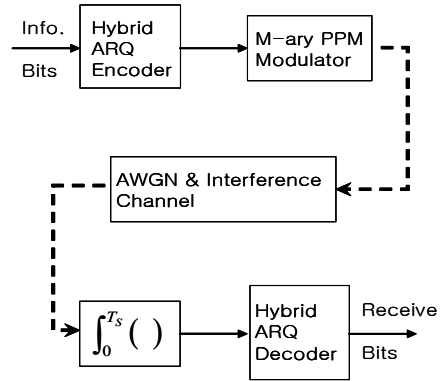 Info.
Bits
Hybrid
ARQ
Encoder
M-ary PPM
Modulator
AWGN & Interference
Channel
∫₀^{T_S} ( )
Hybrid
ARQ
Decoder
Receive
Bits